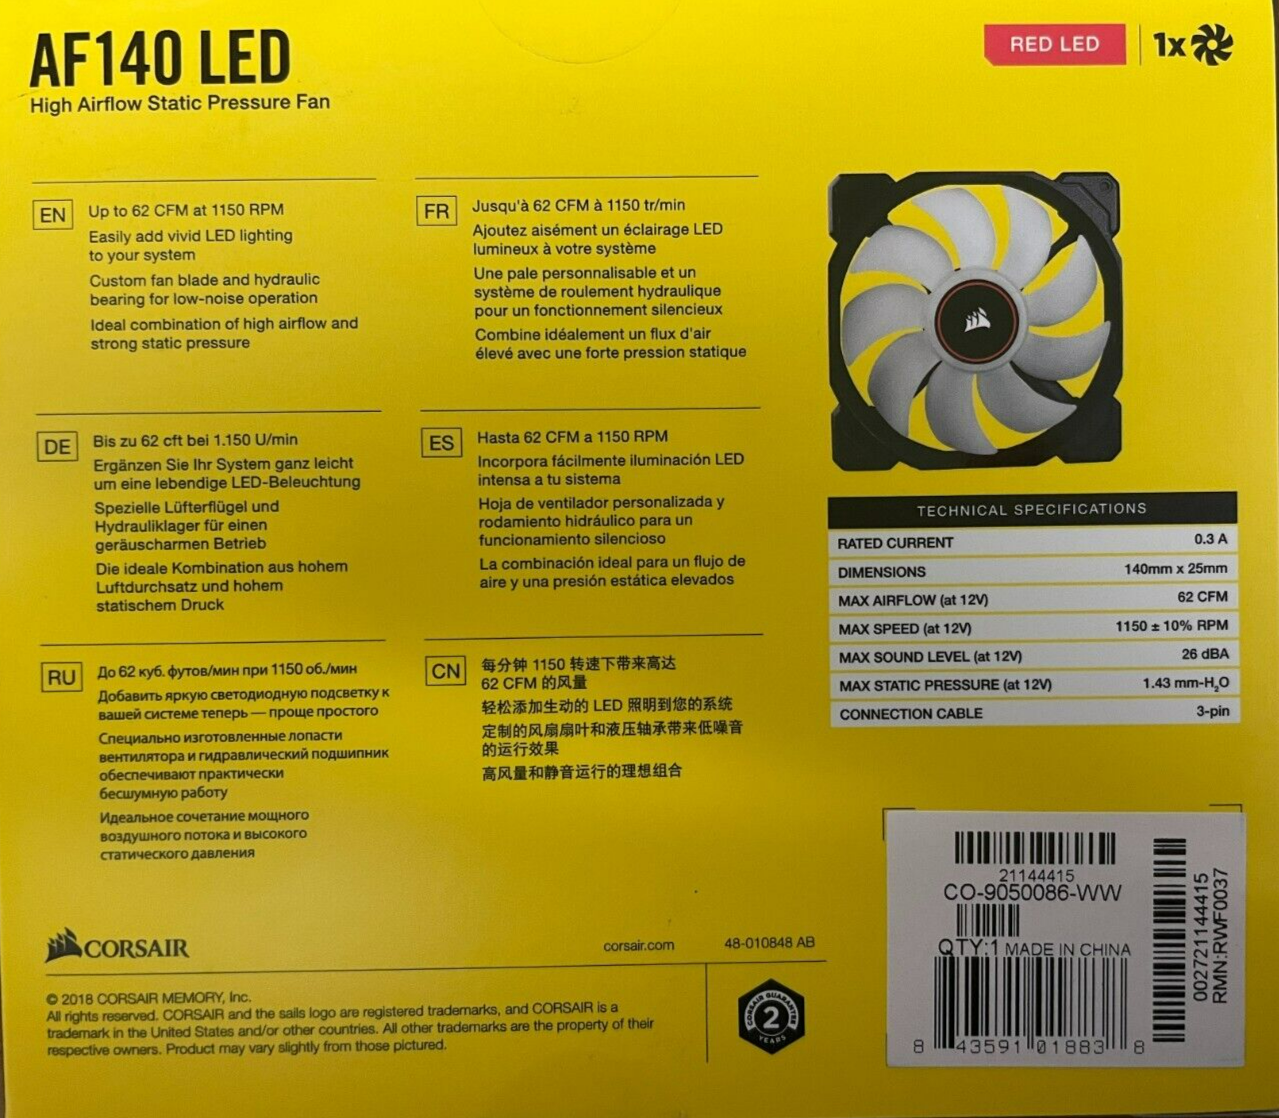 AF140 LED
High Airflow Static Pressure Fan
RED LED
1x
EN
Up to 62 CFM at 1150 RPM
Easily add vivid LED lighting
to your system
Custom fan blade and hydraulic
bearing for low-noise operation
Ideal combination of high airflow and
strong static pressure
FR
Jusqu'à 62 CFM à 1150 tr/min
Ajoutez aisément un éclairage LED
lumineux à votre système
Une pale personnalisable et un
système de roulement hydraulique
pour un fonctionnement silencieux
Combine idéalement un flux d'air
élevé avec une forte pression statique
DE
Bis zu 62 cft bei 1.150 U/min
Ergänzen Sie Ihr System ganz leicht
um eine lebendige LED-Beleuchtung
Spezielle Lüfterflügel und
Hydrauliklager für einen
geräuscharmen Betrieb
Die ideale Kombination aus hohem
Luftdurchsatz und hohem
statischem Druck
ES
Hasta 62 CFM a 1150 RPM
Incorpora fácilmente iluminación LED
intensa a tu sistema
Hoja de ventilador personalizada y
rodamiento hidráulico para un
funcionamiento silencioso
La combinación ideal para un flujo de
aire y una presión estática elevados
RU
До 62 куб. футов/мин при 1150 об./мин
Добавить яркую светодиодную подсветку к
вашей системе теперь — проще простого
Специально изготовленные лопасти
вентилятора и гидравлический подшипник
обеспечивают практически
бесшумную работу
Идеальное сочетание мощного
воздушного потока и высокого
статического давления
CN
每分钟 1150 转速下带来高达
62 CFM 的风量
轻松添加生动的 LED 照明到您的系统
定制的风扇扇叶和液压轴承带来低噪音
的运行效果
高风量和静音运行的理想组合
TECHNICAL SPECIFICATIONS
RATED CURRENT 0.3 A
DIMENSIONS 140mm x 25mm
MAX AIRFLOW (at 12V) 62 CFM
MAX SPEED (at 12V) 1150 ± 10% RPM
MAX SOUND LEVEL (at 12V) 26 dBA
MAX STATIC PRESSURE (at 12V) 1.43 mm-H₂O
CONNECTION CABLE 3-pin
CORSAIR
corsair.com
48-010848 AB
© 2018 CORSAIR MEMORY, Inc.
All rights reserved. CORSAIR and the sails logo are registered trademarks, and CORSAIR is a
trademark in the United States and/or other countries. All other trademarks are the property of their
respective owners. Product may vary slightly from those pictured.
CORSAIR GUARANTEE
2
YEARS
21144415
CO-9050086-WW
QTY:1 MADE IN CHINA
8 43591 01883 8
0027221144415
RMN:RWF0037